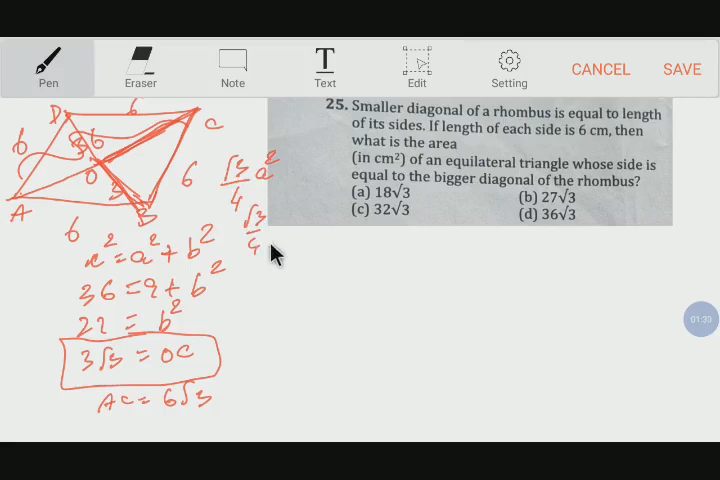 Pen
Eraser
Note
Text
Edit
Setting
CANCEL
SAVE
25. Smaller diagonal of a rhombus is equal to length
of its sides. If length of each side is 6 cm, then
what is the area
(in cm²) of an equilateral triangle whose side is
equal to the bigger diagonal of the rhombus?
(a) 18√3 (b) 27√3
(c) 32√3 (d) 36√3
D 6 C
6 3 6
O 3 6
A B
6
√3/4 a²
√3/4
x² = a² + b²
36 = 9 + b²
27 = b²
3√3 = OC
AC = 6√3
01:30